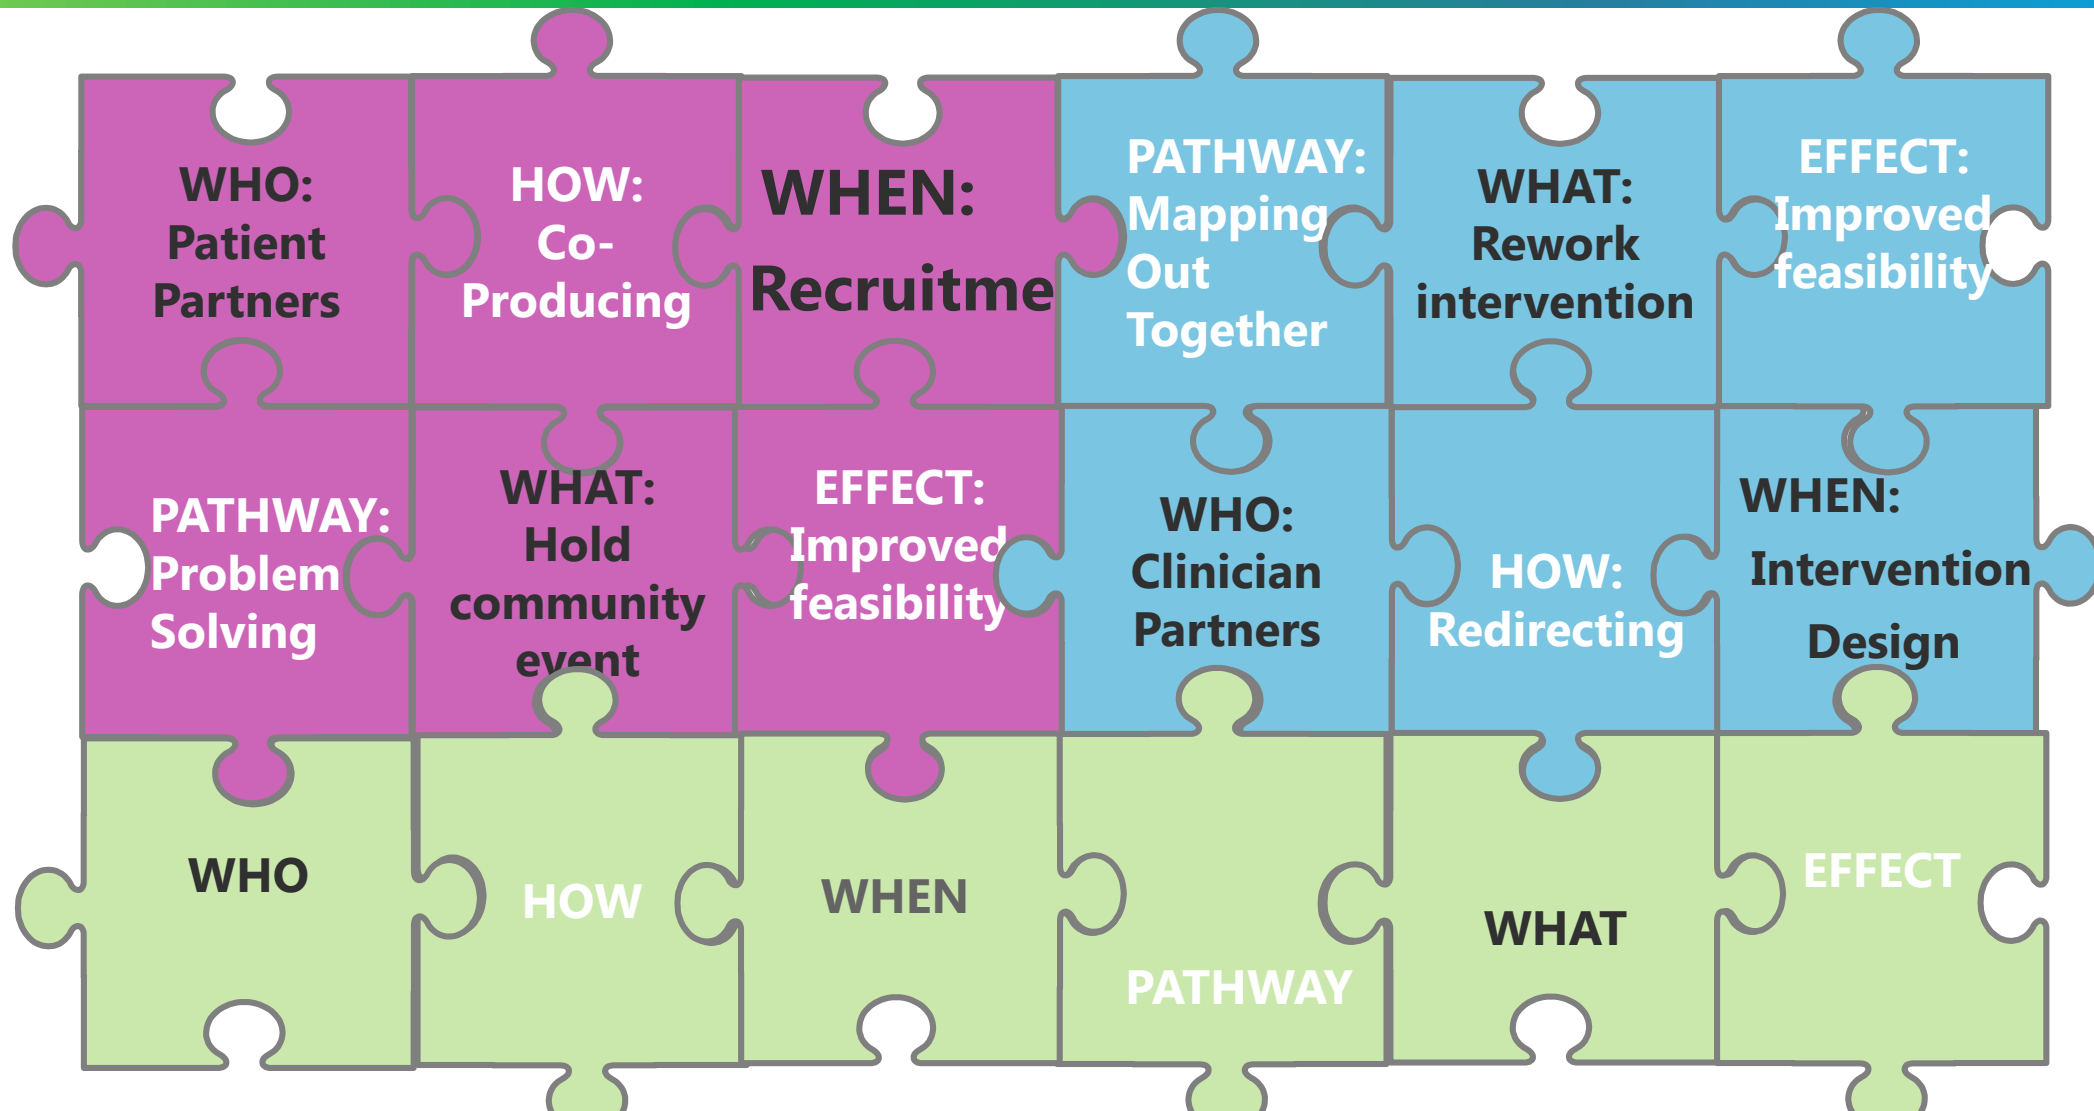 WHO:
Patient
Partners
HOW:
Co-
Producing
WHEN:
Recruitme
PATHWAY:
Mapping
Out
Together
WHAT:
Rework
intervention
EFFECT:
Improved
feasibility
PATHWAY:
Problem
Solving
WHAT:
Hold
community
event
EFFECT:
Improved
feasibility
WHO:
Clinician
Partners
HOW:
Redirecting
WHEN:
Intervention
Design
WHO
HOW
WHEN
PATHWAY
WHAT
EFFECT